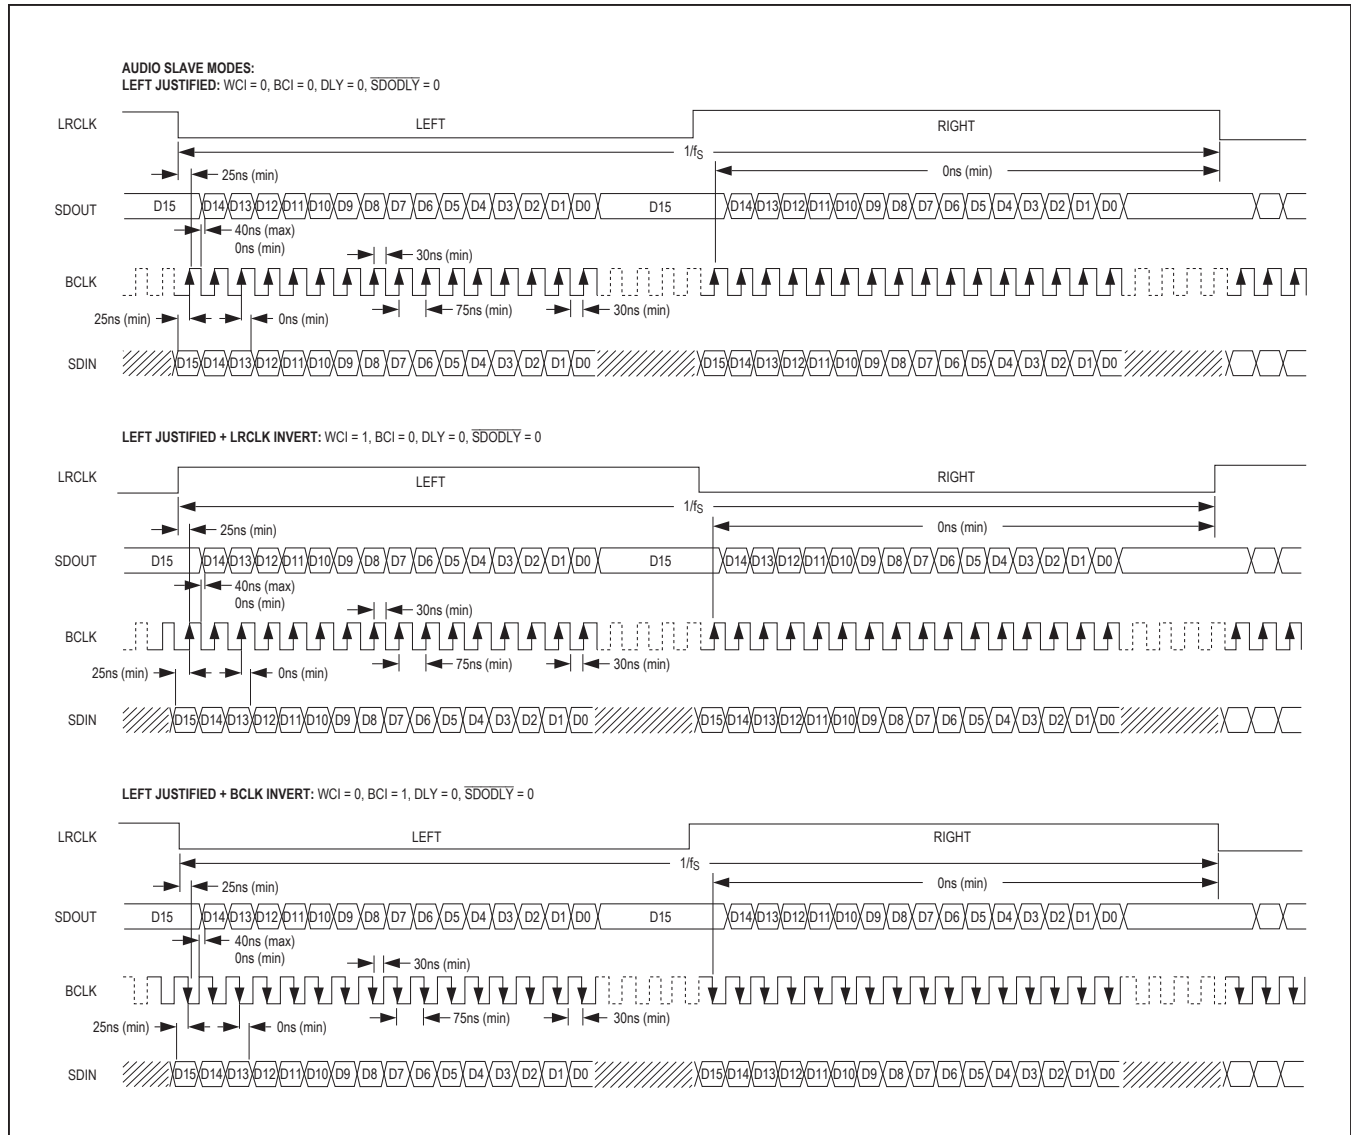 AUDIO SLAVE MODES:
LEFT JUSTIFIED: WCI = 0, BCI = 0, DLY = 0, SDODLY = 0
LRCLK LEFT RIGHT
1/fS
25ns (min) 0ns (min)
SDOUT D15 D14 D13 D12 D11 D10 D9 D8 D7 D6 D5 D4 D3 D2 D1 D0 D15 D14 D13 D12 D11 D10 D9 D8 D7 D6 D5 D4 D3 D2 D1 D0
40ns (max)
0ns (min) 30ns (min)
BCLK
25ns (min) 0ns (min) 75ns (min) 30ns (min)
SDIN D15 D14 D13 D12 D11 D10 D9 D8 D7 D6 D5 D4 D3 D2 D1 D0 D15 D14 D13 D12 D11 D10 D9 D8 D7 D6 D5 D4 D3 D2 D1 D0
LEFT JUSTIFIED + LRCLK INVERT: WCI = 1, BCI = 0, DLY = 0, SDODLY = 0
LRCLK LEFT RIGHT
1/fS
25ns (min) 0ns (min)
SDOUT D15 D14 D13 D12 D11 D10 D9 D8 D7 D6 D5 D4 D3 D2 D1 D0 D15 D14 D13 D12 D11 D10 D9 D8 D7 D6 D5 D4 D3 D2 D1 D0
40ns (max)
0ns (min) 30ns (min)
BCLK
25ns (min) 0ns (min) 75ns (min) 30ns (min)
SDIN D15 D14 D13 D12 D11 D10 D9 D8 D7 D6 D5 D4 D3 D2 D1 D0 D15 D14 D13 D12 D11 D10 D9 D8 D7 D6 D5 D4 D3 D2 D1 D0
LEFT JUSTIFIED + BCLK INVERT: WCI = 0, BCI = 1, DLY = 0, SDODLY = 0
LRCLK LEFT RIGHT
1/fS
25ns (min) 0ns (min)
SDOUT D15 D14 D13 D12 D11 D10 D9 D8 D7 D6 D5 D4 D3 D2 D1 D0 D15 D14 D13 D12 D11 D10 D9 D8 D7 D6 D5 D4 D3 D2 D1 D0
40ns (max)
0ns (min) 30ns (min)
BCLK
25ns (min) 0ns (min) 75ns (min) 30ns (min)
SDIN D15 D14 D13 D12 D11 D10 D9 D8 D7 D6 D5 D4 D3 D2 D1 D0 D15 D14 D13 D12 D11 D10 D9 D8 D7 D6 D5 D4 D3 D2 D1 D0